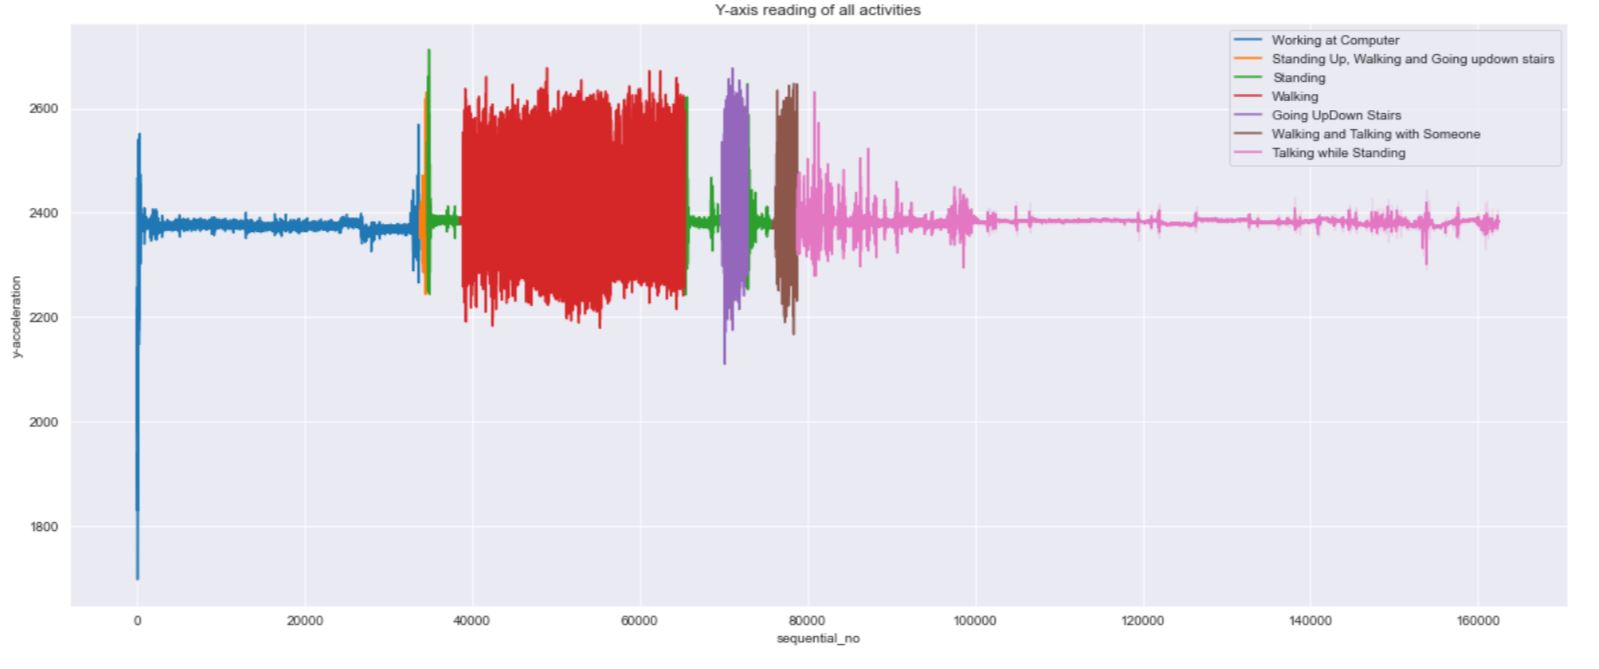 Y-axis reading of all activities
Working at Computer
Standing Up, Walking and Going updown stairs
Standing
Walking
Going UpDown Stairs
Walking and Talking with Someone
Talking while Standing
y-acceleration
2600
2400
2200
2000
1800
0 20000 40000 60000 80000 100000 120000 140000 160000
sequential_no